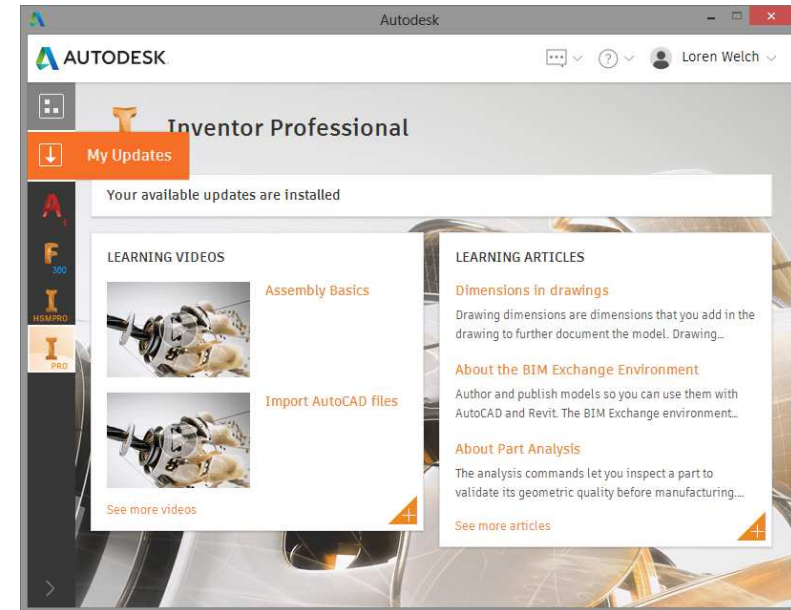 Autodesk
AUTODESK
Loren Welch
Inventor Professional
My Updates
Your available updates are installed
360
HSMPRO
PRO
LEARNING VIDEOS
Assembly Basics
Import AutoCAD files
See more videos
LEARNING ARTICLES
Dimensions in drawings
Drawing dimensions are dimensions that you add in the
drawing to further document the model. Drawing...
About the BIM Exchange Environment
Author and publish models so you can use them with
AutoCAD and Revit. The BIM Exchange environment...
About Part Analysis
The analysis commands let you inspect a part to
validate its geometric quality before manufacturing....
See more articles